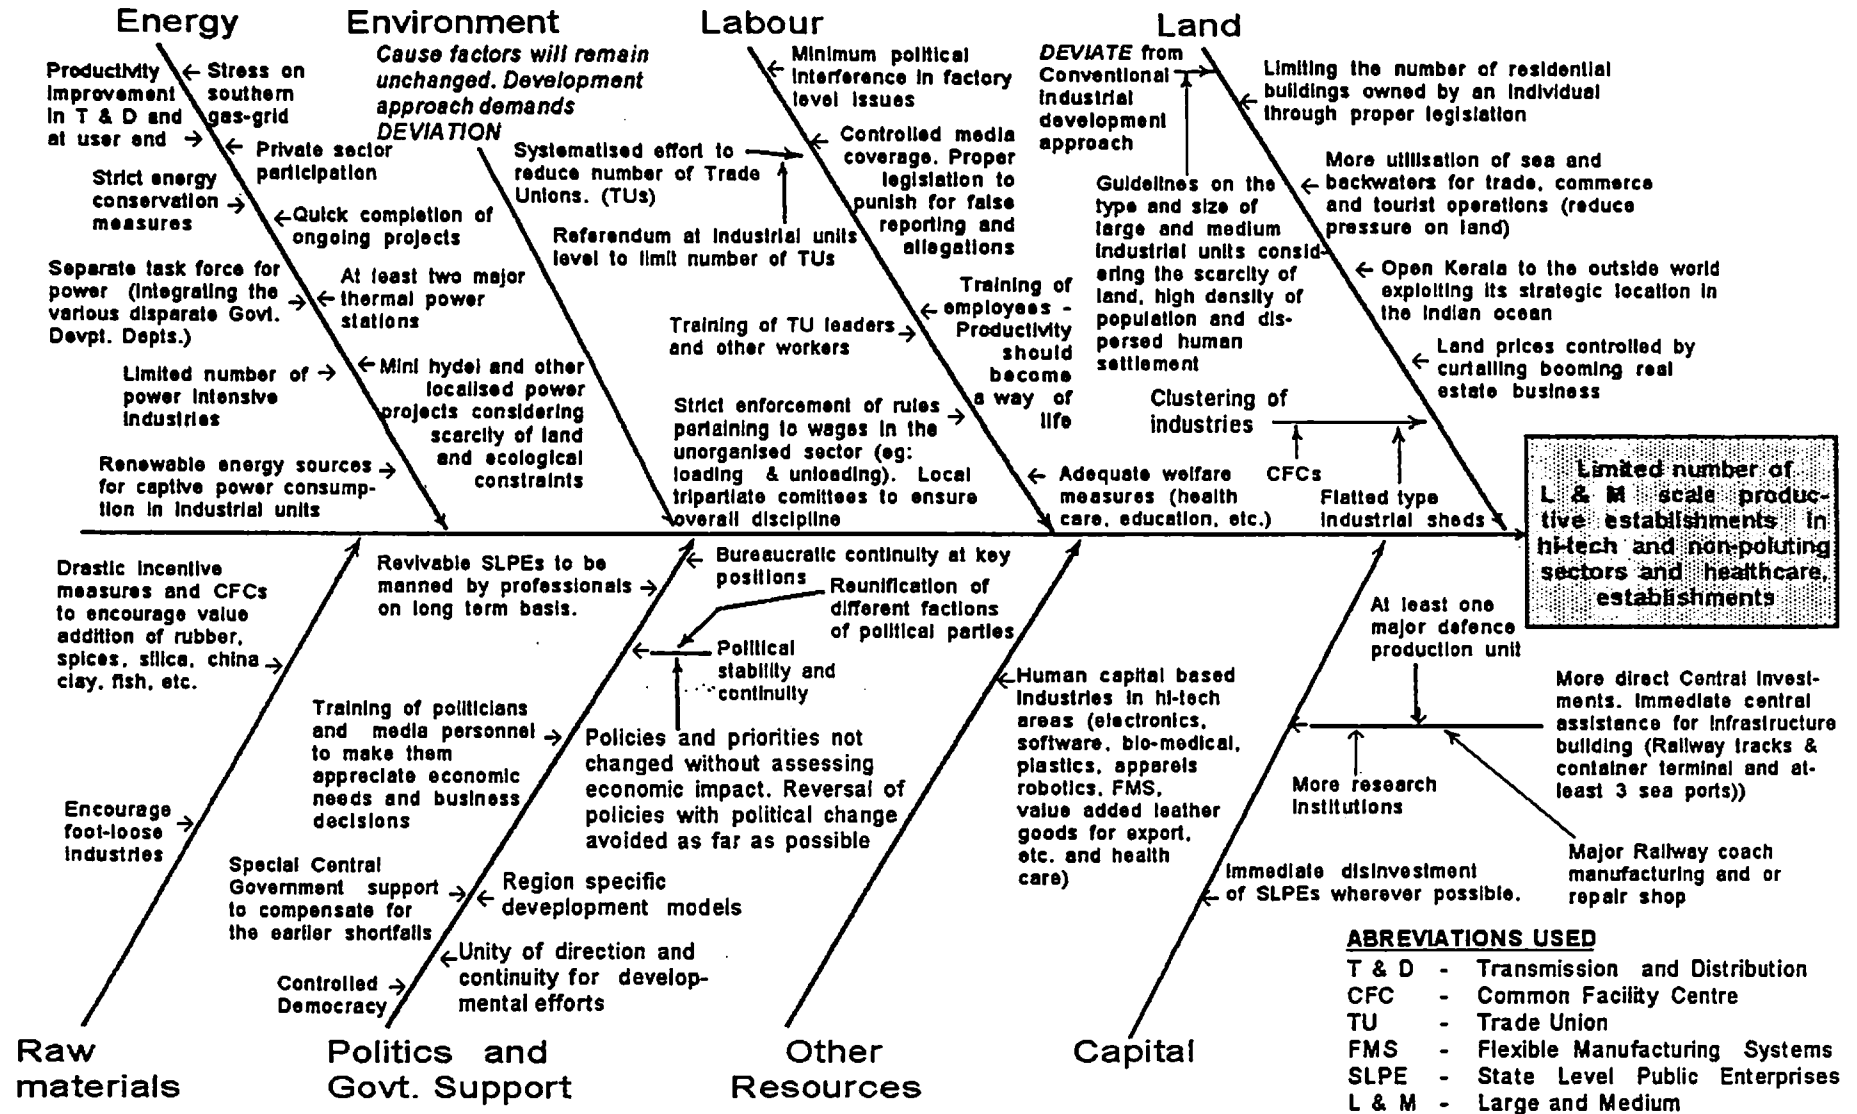 Energy
Environment
Labour
Land
Productivity
improvement
in T & D and
at user end
Stress on
southern
gas-grid
Private sector
participation
Strict energy
conservation
measures
Quick completion of
ongoing projects
Separate task force for
power (integrating the
various disparate Govt.
Devpt. Depts.)
At least two major
thermal power
stations
Limited number of
power intensive
industries
Mini hydel and other
localised power
projects considering
scarcity of land
and ecological
constraints
Renewable energy sources
for captive power consump-
tion in industrial units
Cause factors will remain
unchanged. Development
approach demands
DEVIATION
Systematised effort to
reduce number of Trade
Unions. (TUs)
Referendum at industrial units
level to limit number of TUs
Training of TU leaders
and other workers
Strict enforcement of rules
pertaining to wages in the
unorganised sector (eg:
loading & unloading). Local
tripartiate comittees to ensure
overall discipline
Minimum political
interference in factory
level issues
Controlled media
coverage. Proper
legislation to
punish for false
reporting and
allegations
Training of
employees -
Productivity
should
become
a way of
life
Adequate welfare
measures (health
care, education, etc.)
DEVIATE from
Conventional
industrial
development
approach
Guidelines on the
type and size of
large and medium
industrial units consid-
ering the scarcity of
land, high density of
population and dis-
persed human
settlement
Clustering of
industries
CFCs
Flatted type
industrial sheds
Limiting the number of residential
buildings owned by an individual
through proper legislation
More utilisation of sea and
backwaters for trade, commerce
and tourist operations (reduce
pressure on land)
Open Kerala to the outside world
exploiting its strategic location in
the Indian ocean
Land prices controlled by
curtailing booming real
estate business
Limited number of
L & M scale produc-
tive establishments in
hi-tech and non-poluting
sectors and healthcare,
establishments
Drastic incentive
measures and CFCs
to encourage value
addition of rubber,
spices, silica, china
clay, fish, etc.
Encourage
foot-loose
industries
Revivable SLPEs to be
manned by professionals
on long term basis.
Bureaucratic continuity at key
positions
Reunification of
different factions
of political parties
Political
stability and
continuity
Training of politicians
and media personnel
to make them
appreciate economic
needs and business
decisions
Policies and priorities not
changed without assessing
economic impact. Reversal of
policies with political change
avoided as far as possible
Special Central
Government support
to compensate for
the earlier shortfalls
Region specific
deveplopment models
Unity of direction and
continuity for develop-
mental efforts
Controlled
Democracy
Human capital based
industries in hi-tech
areas (electronics,
software, bio-medical,
plastics, apparels
robotics, FMS,
value added leather
goods for export,
etc. and health
care)
At least one
major defence
production unit
More direct Central invest-
ments. Immediate central
assistance for infrastructure
building (Railway tracks &
container terminal and at-
least 3 sea ports))
More research
institutions
Major Railway coach
manufacturing and or
repair shop
Immediate disinvestment
of SLPEs wherever possible.
Raw
materials
Politics and
Govt. Support
Other
Resources
Capital
ABREVIATIONS USED
T & D - Transmission and Distribution
CFC - Common Facility Centre
TU - Trade Union
FMS - Flexible Manufacturing Systems
SLPE - State Level Public Enterprises
L & M - Large and Medium